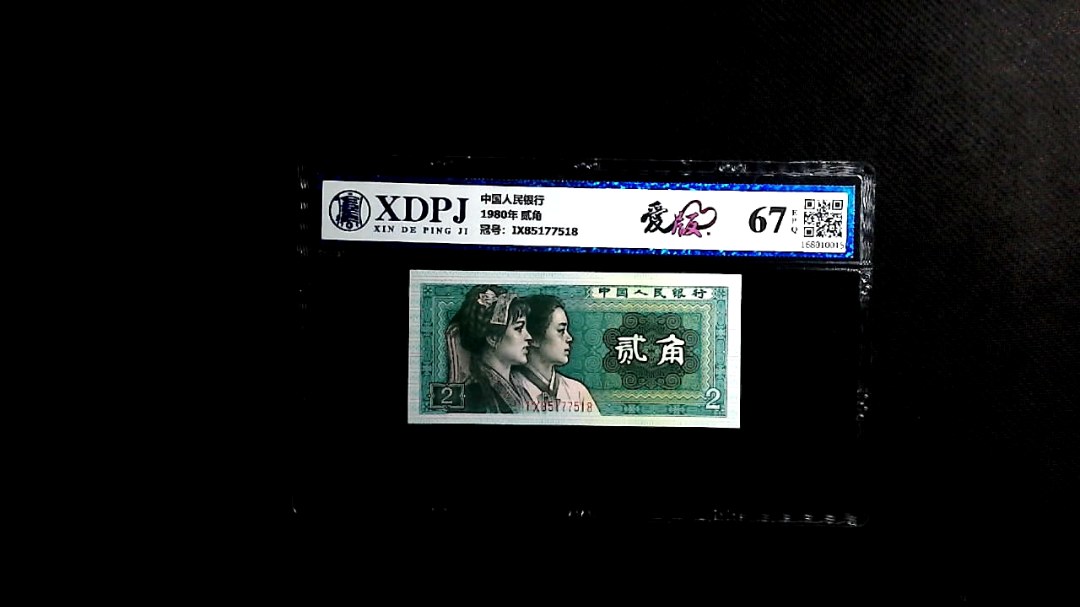 XDPJ
XIN DE PING JI
中国人民银行
1980年 贰角
冠号：IX85177518
爱版
67
EPQ
中国人民银行
贰角
2
2
IX85177518